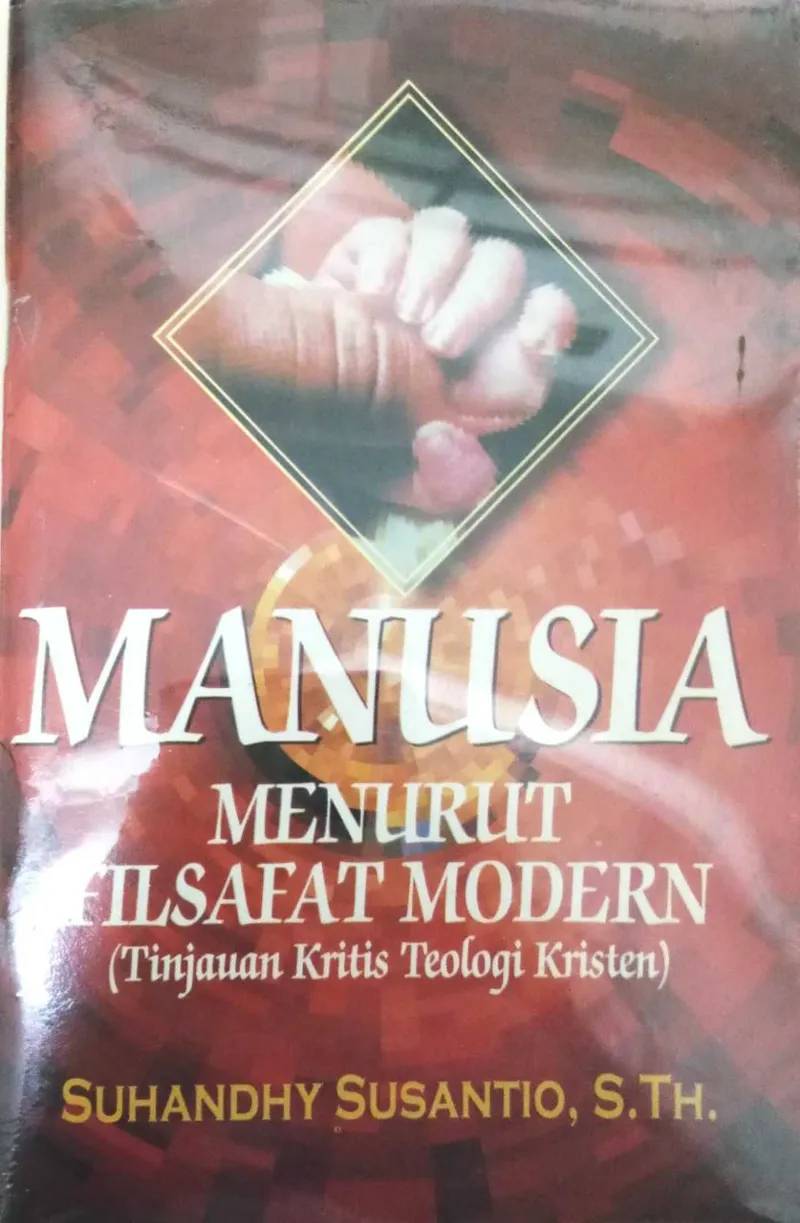 MANUSIA
MENURUT
FILSAFAT MODERN
(Tinjauan Kritis Teologi Kristen)
SUHANDHY SUSANTIO, S.TH.